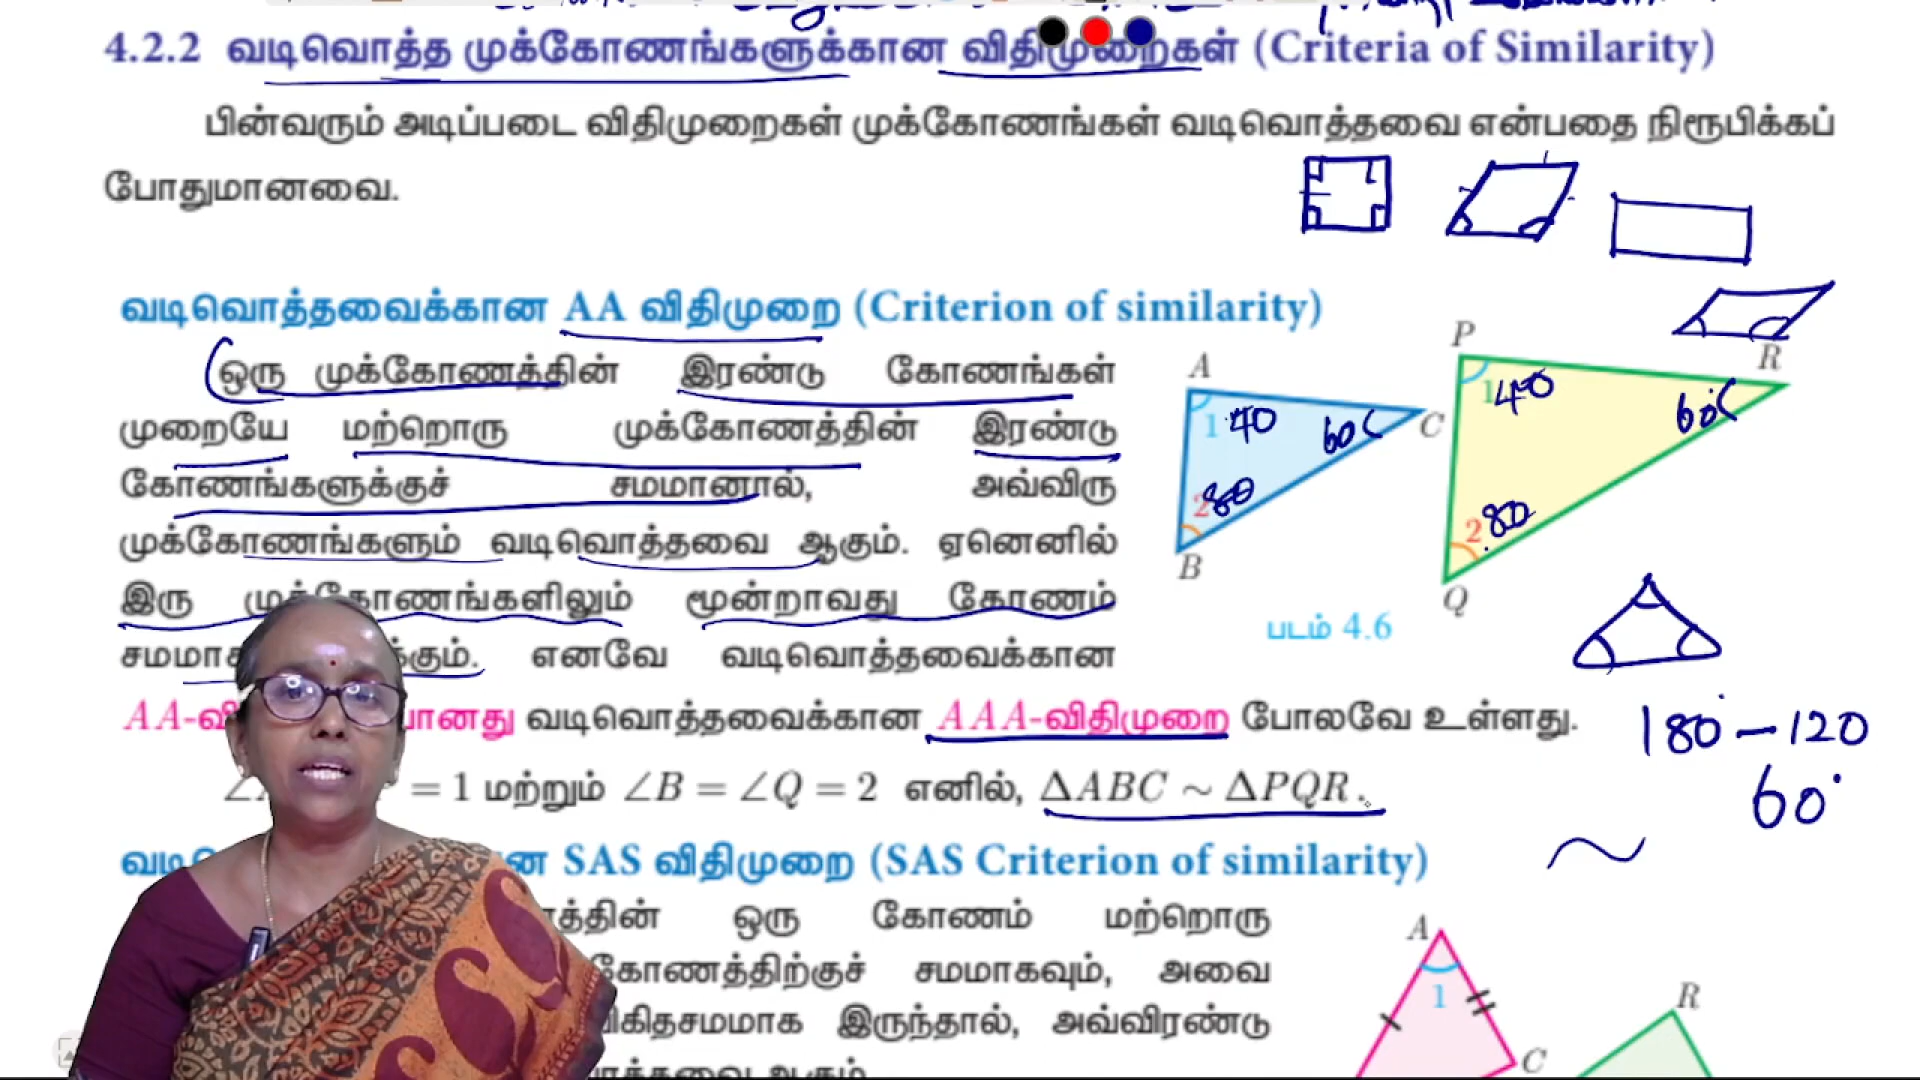 4.2.2 வடிவொத்த முக்கோணங்களுக்கான விதிமுறைகள் (Criteria of Similarity)
பின்வரும் அடிப்படை விதிமுறைகள் முக்கோணங்கள் வடிவொத்தவை என்பதை நிரூபிக்கப்
போதுமானவை.
வடிவொத்தவைக்கான AA விதிமுறை (Criterion of similarity)
ஒரு முக்கோணத்தின் இரண்டு கோணங்கள்
முறையே மற்றொரு முக்கோணத்தின் இரண்டு
கோணங்களுக்குச் சமமானால், அவ்விரு
முக்கோணங்களும் வடிவொத்தவை ஆகும். ஏனெனில்
இரு முக்கோணங்களிலும் மூன்றாவது கோணம்
எனவே வடிவொத்தவைக்கான
வடிவொத்தவைக்கான AAA-விதிமுறை போலவே உள்ளது.
= 1 மற்றும் ∠B = ∠Q = 2 எனில், ΔABC ~ ΔPQR.
A
1 40
60
C
2 80
B
P
R
1 40
60°
2 80
Q
படம் 4.6
180 - 120
60°
~
SAS விதிமுறை (SAS Criterion of similarity)
ஒரு கோணம் மற்றொரு
சமமாகவும், அவை
இருந்தால், அவ்விரண்டு
A
1
C
R